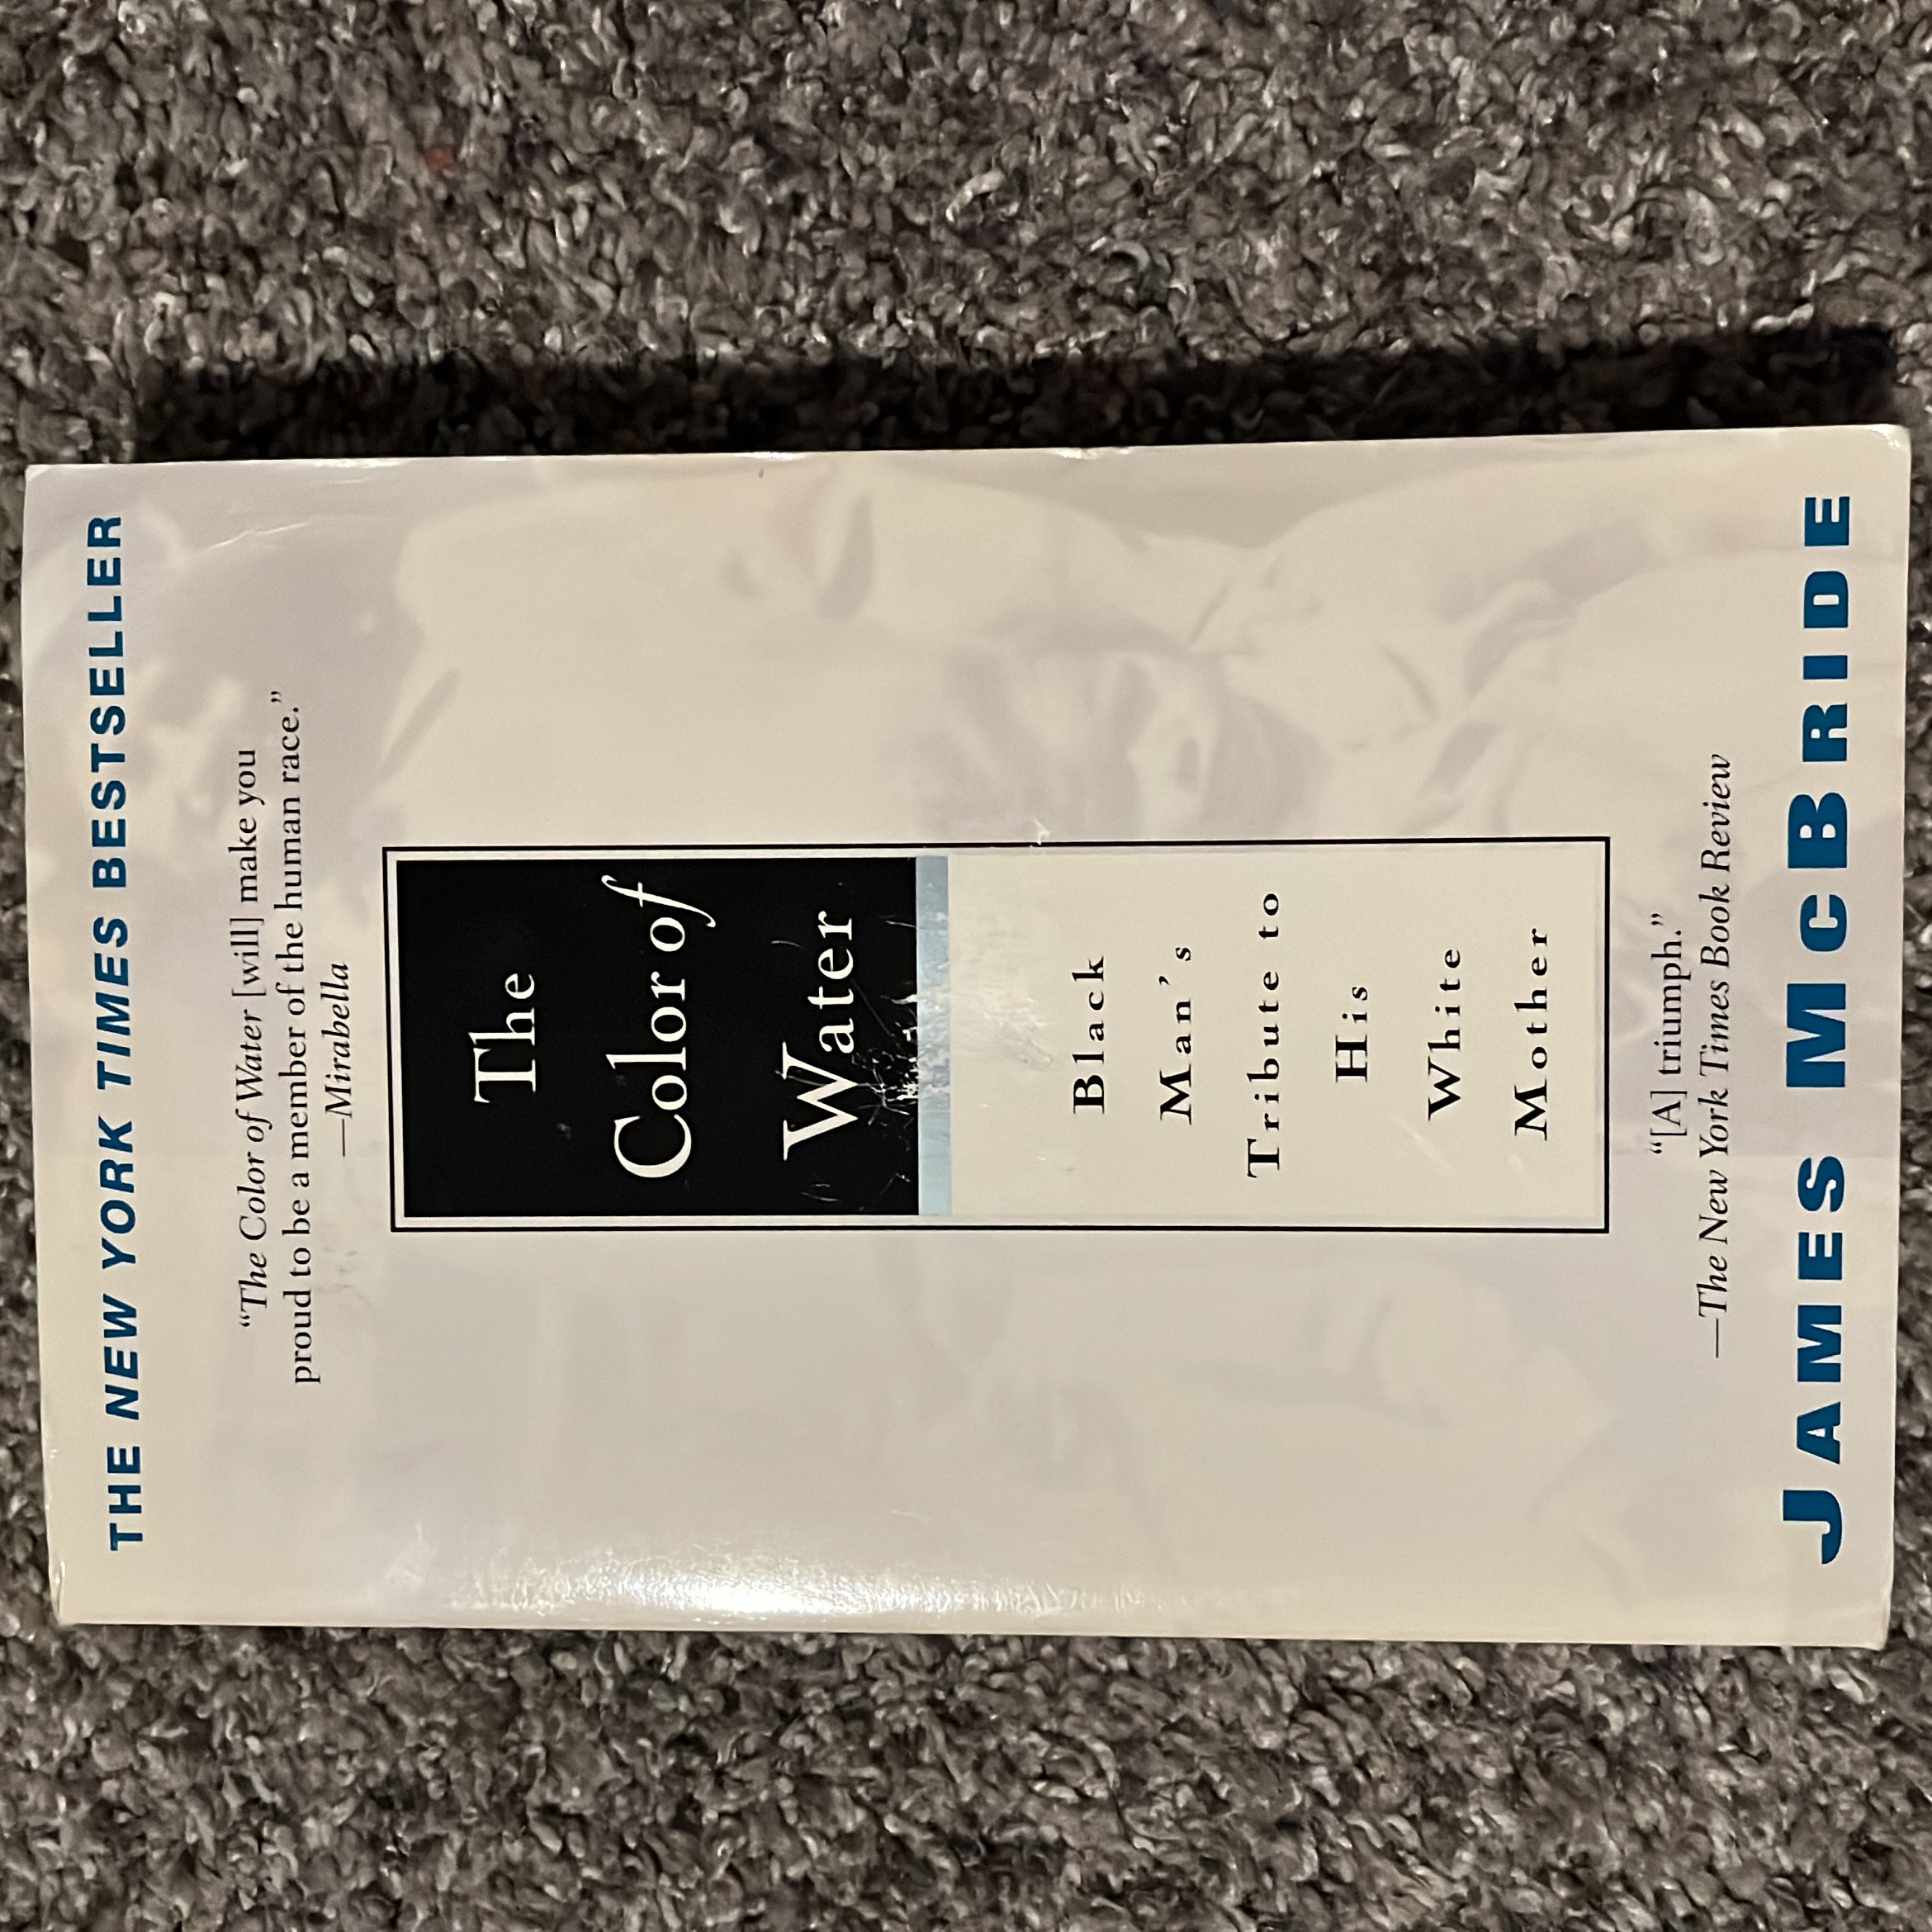 THE NEW YORK TIMES BESTSELLER
“The Color of Water [will] make you
proud to be a member of the human race.”
—Mirabella
The
Color of
Water
Black
Man’s
Tribute to
His
White
Mother
“[A] triumph.”
—The New York Times Book Review
JAMES MCBRIDE